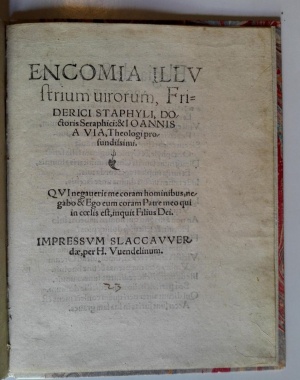 ENCOMIA ILLV
strium uirorum, FRI-
DERICI STAPHYLI, DO-
ctoris Seraphici: & IOANNIS
A VIA, Theologi pro
fundissimi.
QVI negauerit me coram hominibus, ne-
gabo & Ego eum coram Patre meo qui
in cœlis est, inquit Filius Dei.
IMPRESSVM SLACCAVVER-
dæ, per H. Vuendelinum.